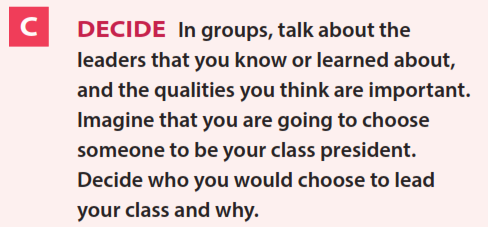 C DECIDE In groups, talk about the
leaders that you know or learned about,
and the qualities you think are important.
Imagine that you are going to choose
someone to be your class president.
Decide who you would choose to lead
your class and why.